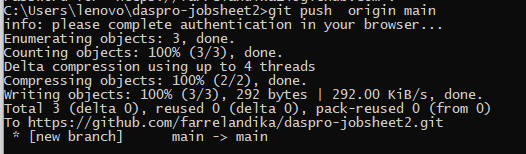 C:\Users\lenovo\daspro-jobsheet2>git push  origin main
info: please complete authentication in your browser...
Enumerating objects: 3, done.
Counting objects: 100% (3/3), done.
Delta compression using up to 4 threads
Compressing objects: 100% (2/2), done.
Writing objects: 100% (3/3), 292 bytes | 292.00 KiB/s, done.
Total 3 (delta 0), reused 0 (delta 0), pack-reused 0 (from 0)
To https://github.com/farrelandika/daspro-jobsheet2.git
 * [new branch]      main -> main